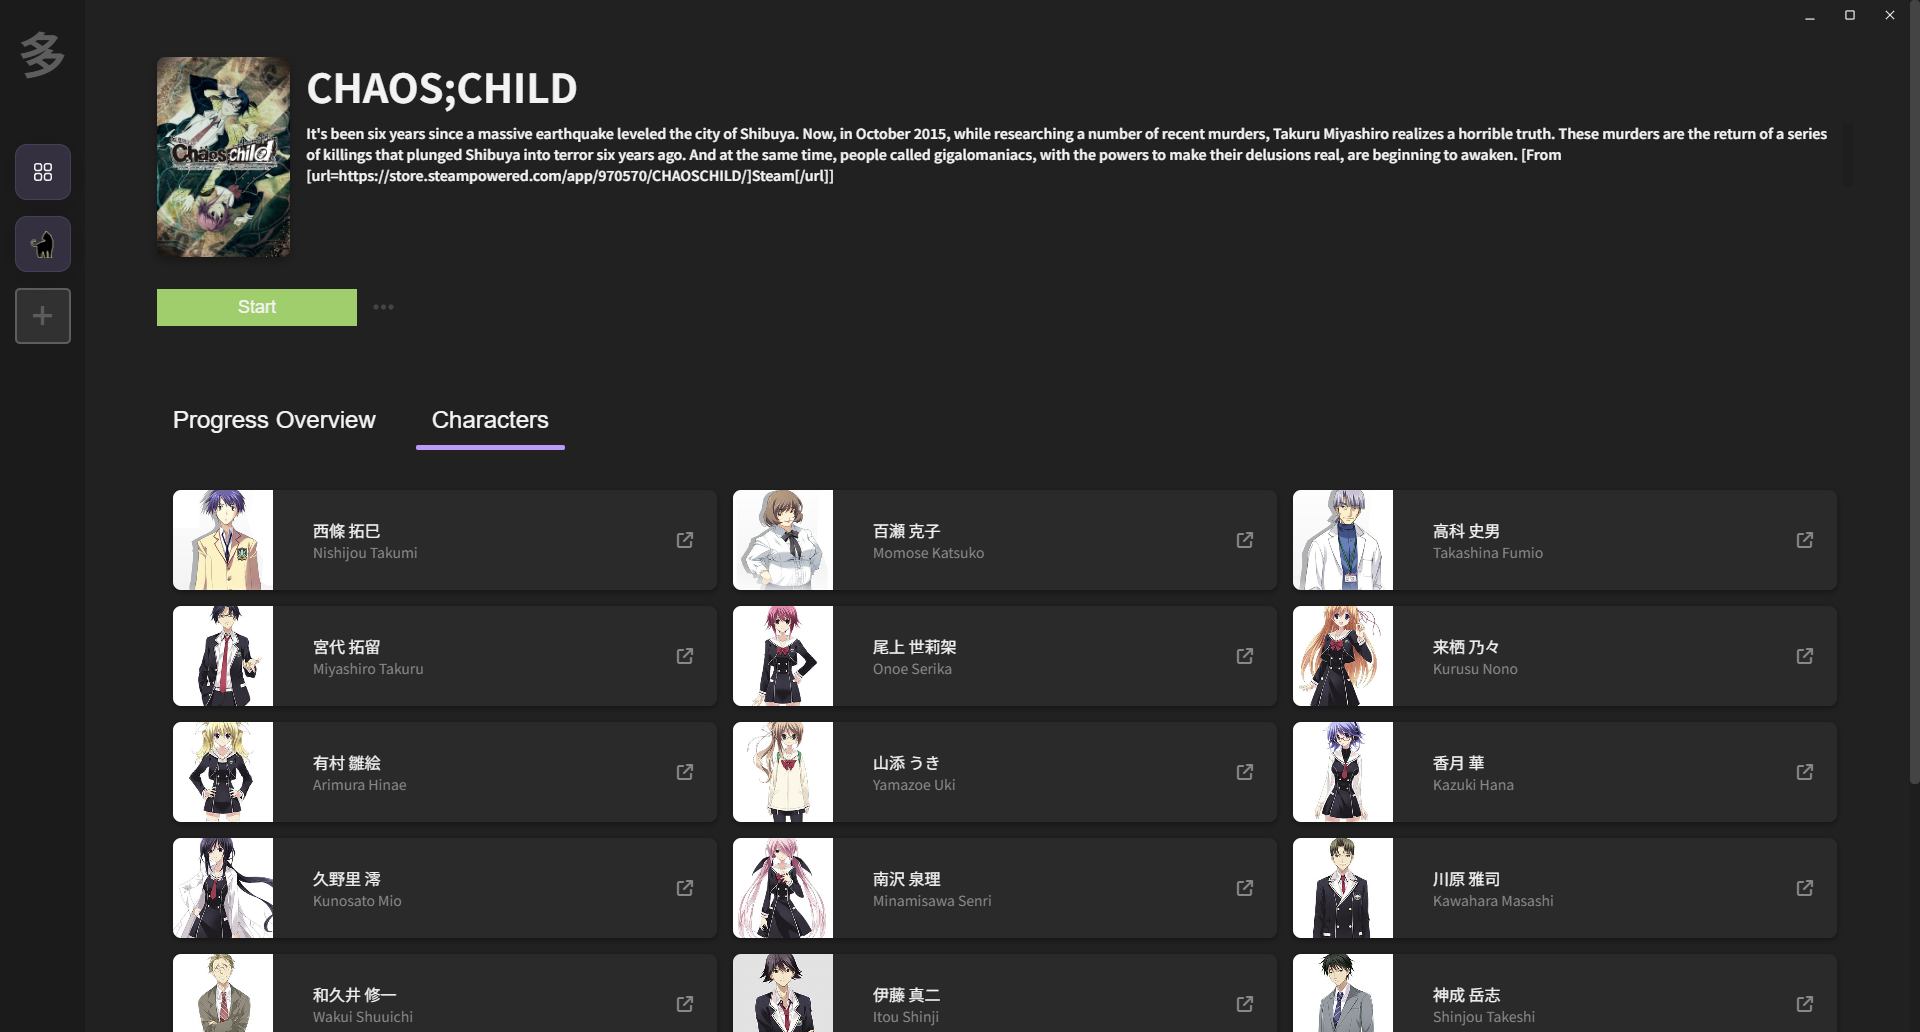 多
CHAOS;CHILD
Chaos;child
It's been six years since a massive earthquake leveled the city of Shibuya. Now, in October 2015, while researching a number of recent murders, Takuru Miyashiro realizes a horrible truth. These murders are the return of a series
of killings that plunged Shibuya into terror six years ago. And at the same time, people called gigalomaniacs, with the powers to make their delusions real, are beginning to awaken. [From
[url=https://store.steampowered.com/app/970570/CHAOSCHILD/]Steam[/url]]
Start
Progress Overview
Characters
西條 拓巳
Nishijou Takumi
百瀬 克子
Momose Katsuko
高科 史男
Takashina Fumio
宮代 拓留
Miyashiro Takuru
尾上 世莉架
Onoe Serika
来栖 乃々
Kurusu Nono
有村 雛絵
Arimura Hinae
山添 うき
Yamazoe Uki
香月 華
Kazuki Hana
久野里 澪
Kunosato Mio
南沢 泉理
Minamisawa Senri
川原 雅司
Kawahara Masashi
和久井 修一
Wakui Shuuichi
伊藤 真二
Itou Shinji
神成 岳志
Shinjou Takeshi